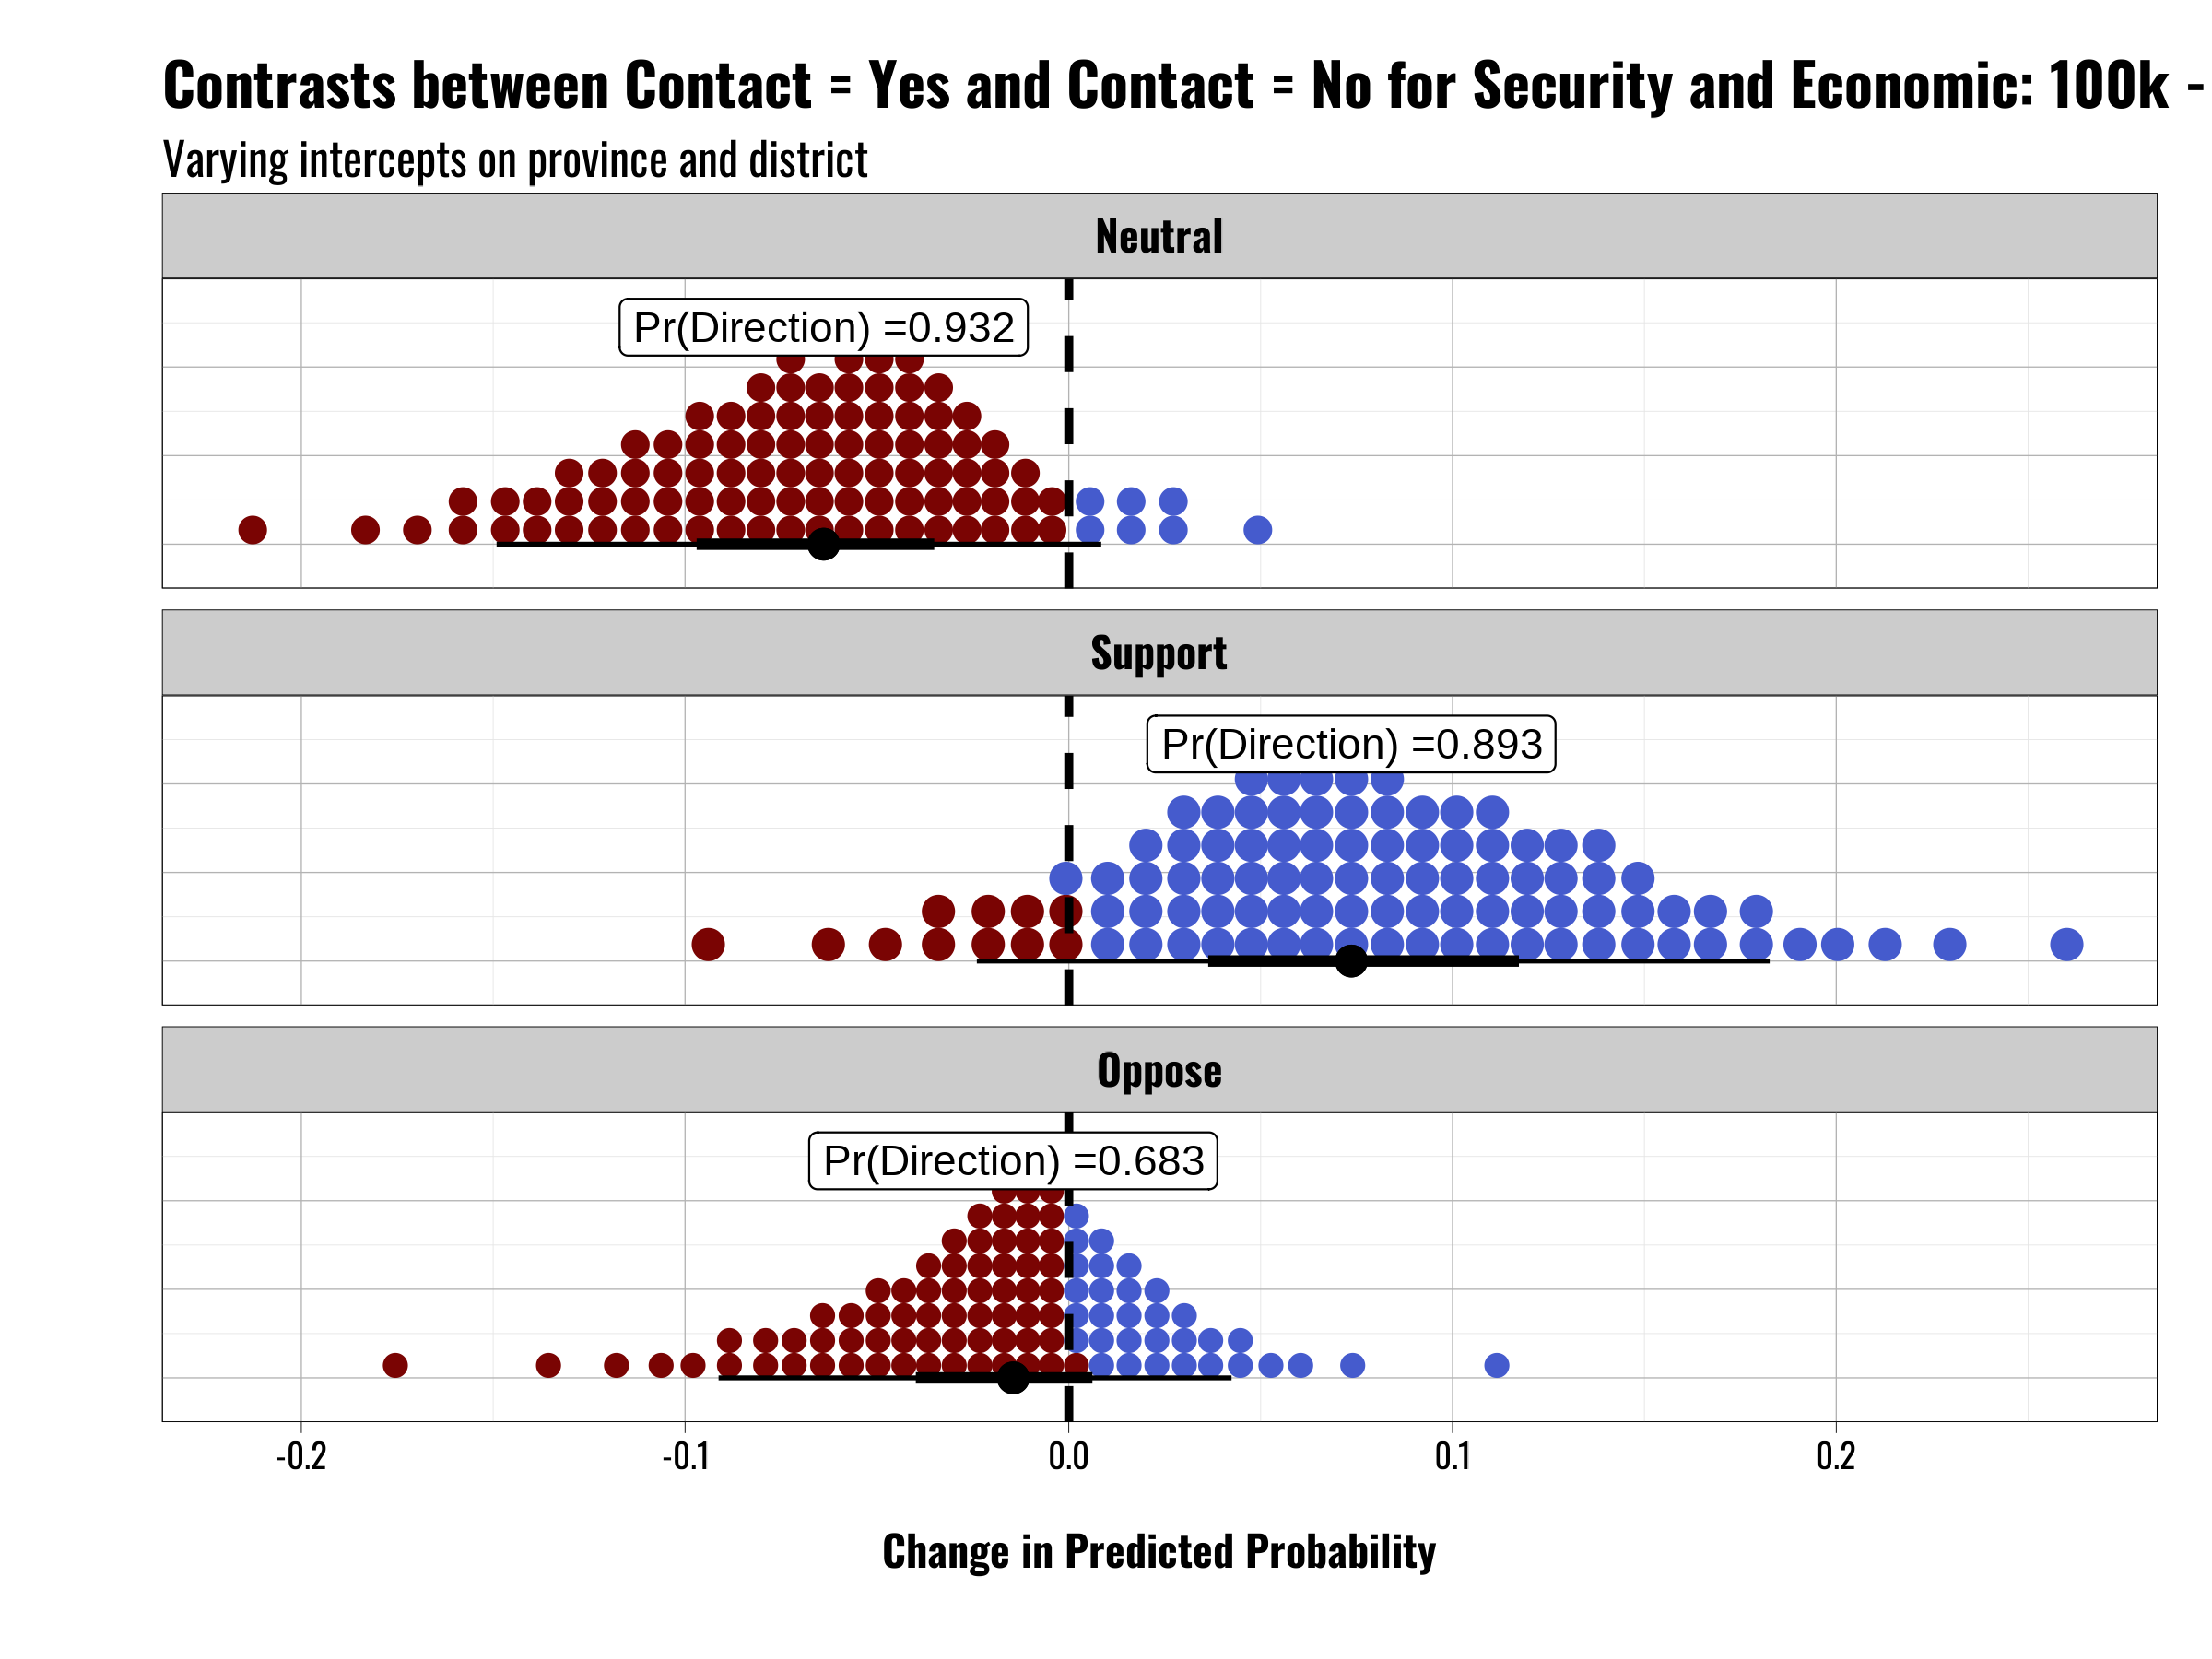 Contrasts between Contact = Yes and Contact = No for Security and Economic: 100k -
Varying intercepts on province and district
Neutral
Pr(Direction) =0.932
Support
Pr(Direction) =0.893
Oppose
Pr(Direction) =0.683
-0.2 -0.1 0.0 0.1 0.2
Change in Predicted Probability